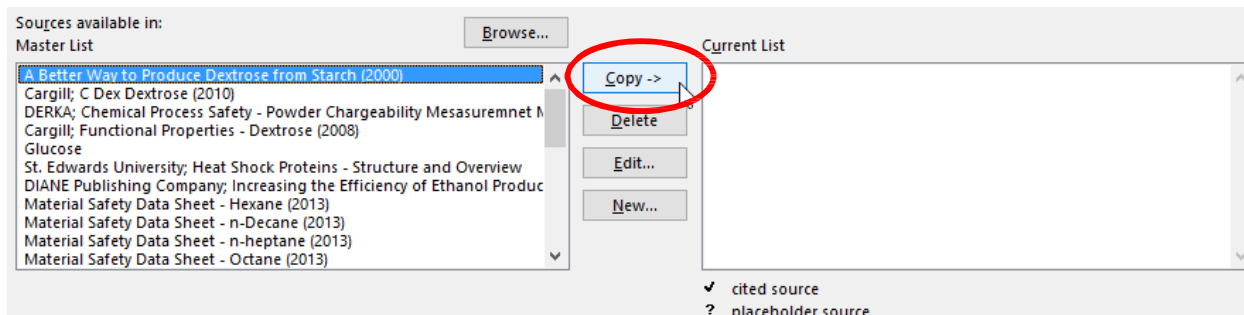 Sources available in:
Master List
Browse...
Current List
A Better Way to Produce Dextrose from Starch (2000)
Cargill; C Dex Dextrose (2010)
DERKA; Chemical Process Safety - Powder Chargeability Mesasuremnet M
Cargill; Functional Properties - Dextrose (2008)
Glucose
St. Edwards University; Heat Shock Proteins - Structure and Overview
DIANE Publishing Company; Increasing the Efficiency of Ethanol Produc
Material Safety Data Sheet - Hexane (2013)
Material Safety Data Sheet - n-Decane (2013)
Material Safety Data Sheet - n-heptane (2013)
Material Safety Data Sheet - Octane (2013)
Copy ->
Delete
Edit...
New...
✓ cited source
? placeholder source